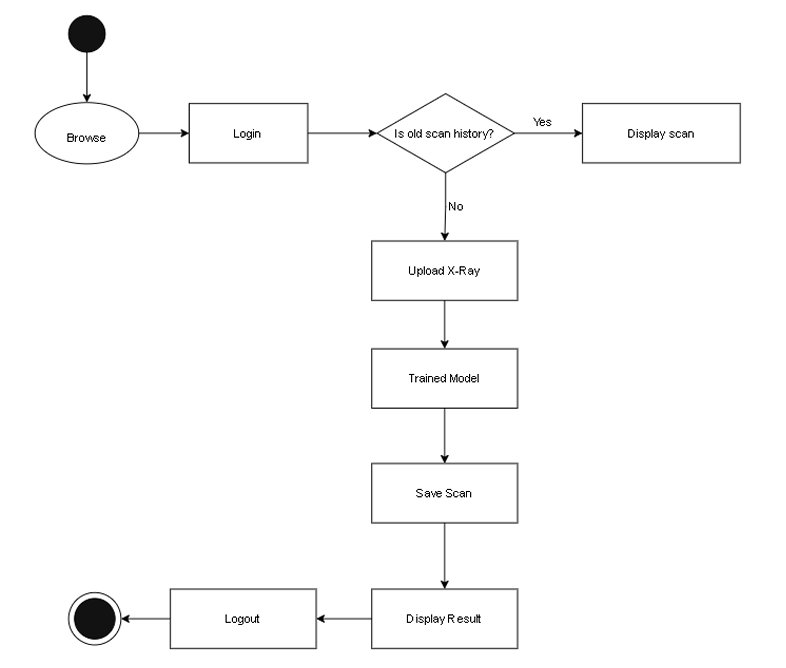 Browse
Login
Is old scan history?
Yes
Display scan
No
Upload X-Ray
Trained Model
Save Scan
Display Result
Logout